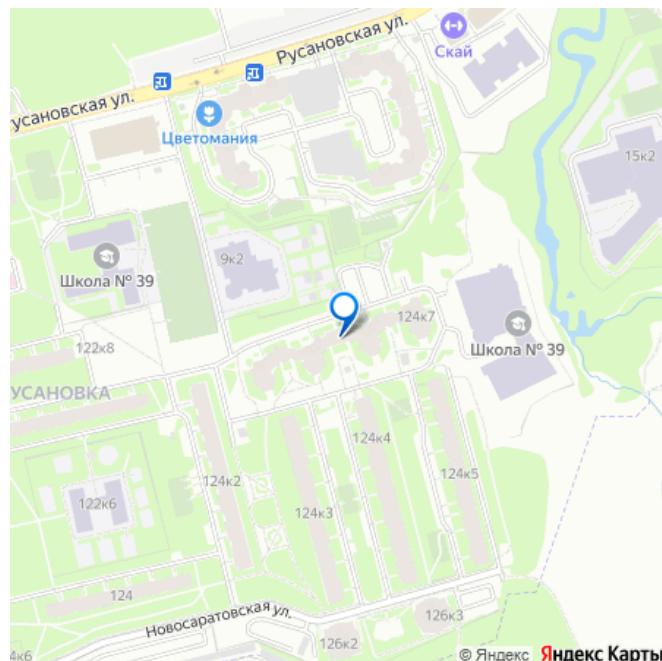 Русановская ул.
Скай
усановская ул.
Цветомания
15к2
Школа № 39
9к2
124к7
Школа № 39
122к8
УСАНОВКА
124к4
124к2
124к5
122к6
124к3
124
Новосаратовская ул.
126к3
126к2
4к6
© Яндекс Яндекс Карты